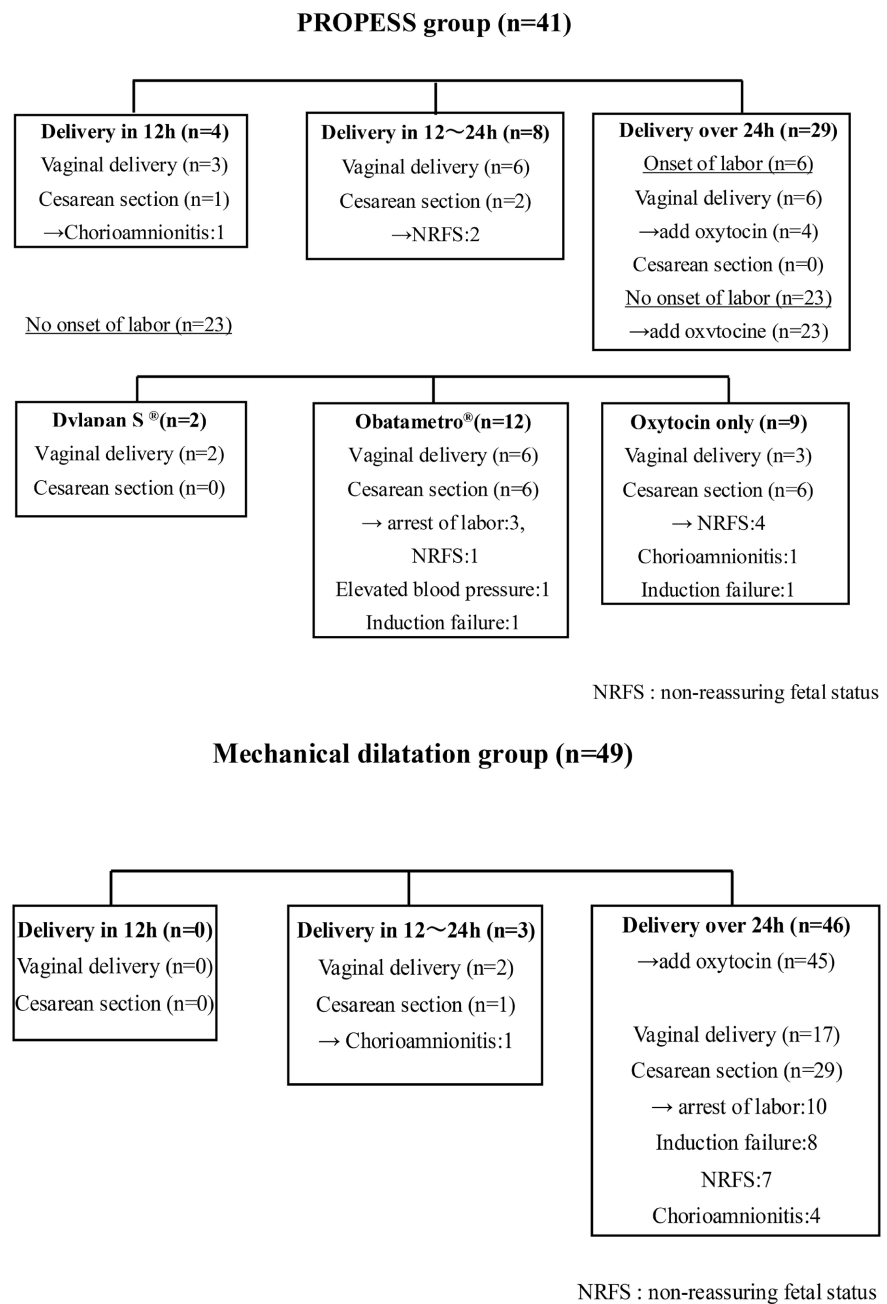 PROPESS group (n=41)
Delivery in 12h (n=4)
Vaginal delivery (n=3)
Cesarean section (n=1)
→Chorioamnionitis:1
Delivery in 12～24h (n=8)
Vaginal delivery (n=6)
Cesarean section (n=2)
→NRFS:2
Delivery over 24h (n=29)
Onset of labor (n=6)
Vaginal delivery (n=6)
→add oxytocin (n=4)
Cesarean section (n=0)
No onset of labor (n=23)
→add oxytocine (n=23)
No onset of labor (n=23)
Dylapan S ®(n=2)
Vaginal delivery (n=2)
Cesarean section (n=0)
Obatametro®(n=12)
Vaginal delivery (n=6)
Cesarean section (n=6)
→ arrest of labor:3,
NRFS:1
Elevated blood pressure:1
Induction failure:1
Oxytocin only (n=9)
Vaginal delivery (n=3)
Cesarean section (n=6)
→ NRFS:4
Chorioamnionitis:1
Induction failure:1
NRFS : non-reassuring fetal status
Mechanical dilatation group (n=49)
Delivery in 12h (n=0)
Vaginal delivery (n=0)
Cesarean section (n=0)
Delivery in 12～24h (n=3)
Vaginal delivery (n=2)
Cesarean section (n=1)
→ Chorioamnionitis:1
Delivery over 24h (n=46)
→add oxytocin (n=45)
Vaginal delivery (n=17)
Cesarean section (n=29)
→ arrest of labor:10
Induction failure:8
NRFS:7
Chorioamnionitis:4
NRFS : non-reassuring fetal status